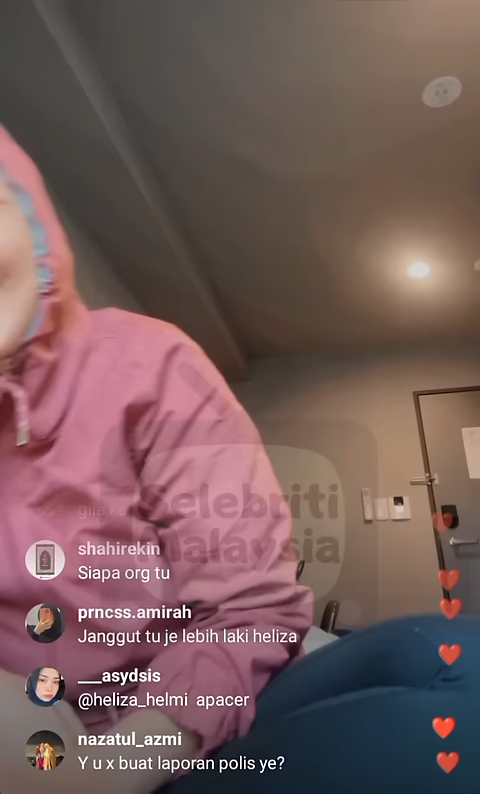 Selebriti
Malaysia
shahirekin
Siapa org tu
prncss.amirah
Janggut tu je lebih laki heliza
___asydsis
@heliza_helmi apacer
nazatul_azmi
Y u x buat laporan polis ye?